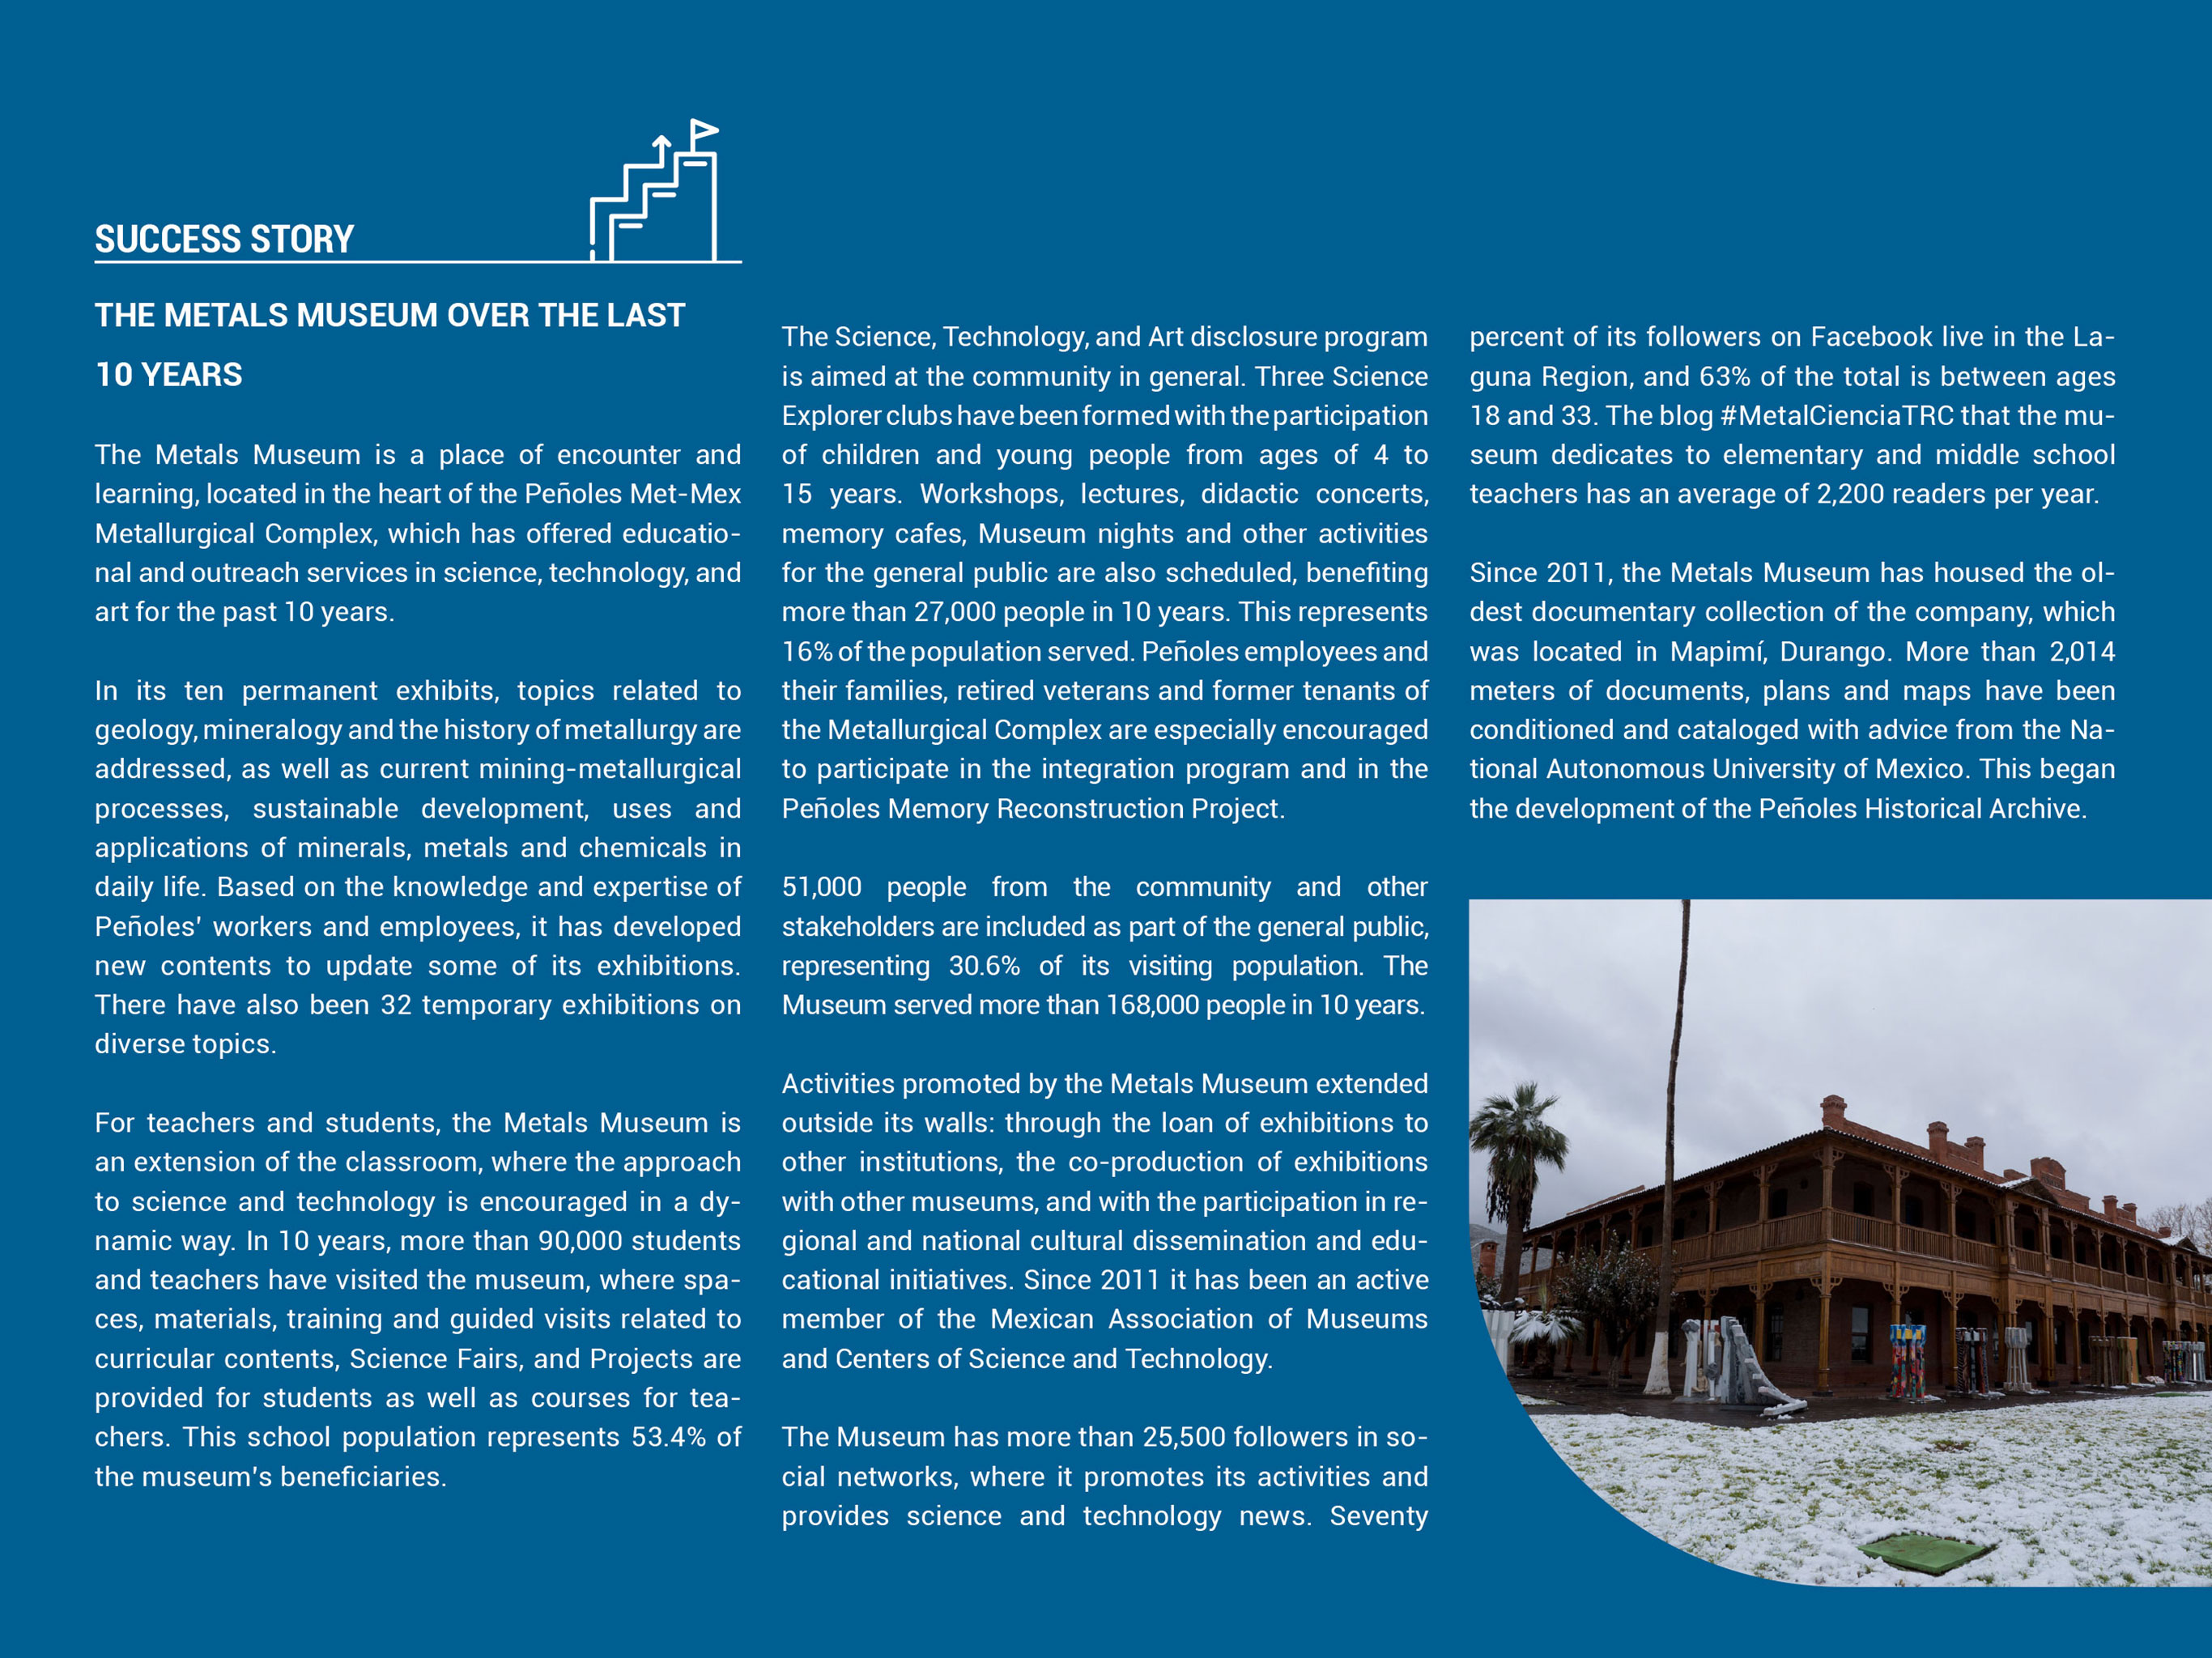 SUCCESS STORY
THE METALS MUSEUM OVER THE LAST
10 YEARS
The Metals Museum is a place of encounter and
learning, located in the heart of the Peñoles Met-Mex
Metallurgical Complex, which has offered educatio-
nal and outreach services in science, technology, and
art for the past 10 years.
In its ten permanent exhibits, topics related to
geology, mineralogy and the history of metallurgy are
addressed, as well as current mining-metallurgical
processes, sustainable development, uses and
applications of minerals, metals and chemicals in
daily life. Based on the knowledge and expertise of
Peñoles' workers and employees, it has developed
new contents to update some of its exhibitions.
There have also been 32 temporary exhibitions on
diverse topics.
For teachers and students, the Metals Museum is
an extension of the classroom, where the approach
to science and technology is encouraged in a dy-
namic way. In 10 years, more than 90,000 students
and teachers have visited the museum, where spa-
ces, materials, training and guided visits related to
curricular contents, Science Fairs, and Projects are
provided for students as well as courses for tea-
chers. This school population represents 53.4% of
the museum's beneficiaries.
The Science, Technology, and Art disclosure program
is aimed at the community in general. Three Science
Explorer clubs have been formed with the participation
of children and young people from ages of 4 to
15 years. Workshops, lectures, didactic concerts,
memory cafes, Museum nights and other activities
for the general public are also scheduled, benefiting
more than 27,000 people in 10 years. This represents
16% of the population served. Peñoles employees and
their families, retired veterans and former tenants of
the Metallurgical Complex are especially encouraged
to participate in the integration program and in the
Peñoles Memory Reconstruction Project.
51,000 people from the community and other
stakeholders are included as part of the general public,
representing 30.6% of its visiting population. The
Museum served more than 168,000 people in 10 years.
Activities promoted by the Metals Museum extended
outside its walls: through the loan of exhibitions to
other institutions, the co-production of exhibitions
with other museums, and with the participation in re-
gional and national cultural dissemination and edu-
cational initiatives. Since 2011 it has been an active
member of the Mexican Association of Museums
and Centers of Science and Technology.
The Museum has more than 25,500 followers in so-
cial networks, where it promotes its activities and
provides science and technology news. Seventy
percent of its followers on Facebook live in the La-
guna Region, and 63% of the total is between ages
18 and 33. The blog #MetalCienciaTRC that the mu-
seum dedicates to elementary and middle school
teachers has an average of 2,200 readers per year.
Since 2011, the Metals Museum has housed the ol-
dest documentary collection of the company, which
was located in Mapimí, Durango. More than 2,014
meters of documents, plans and maps have been
conditioned and cataloged with advice from the Na-
tional Autonomous University of Mexico. This began
the development of the Peñoles Historical Archive.